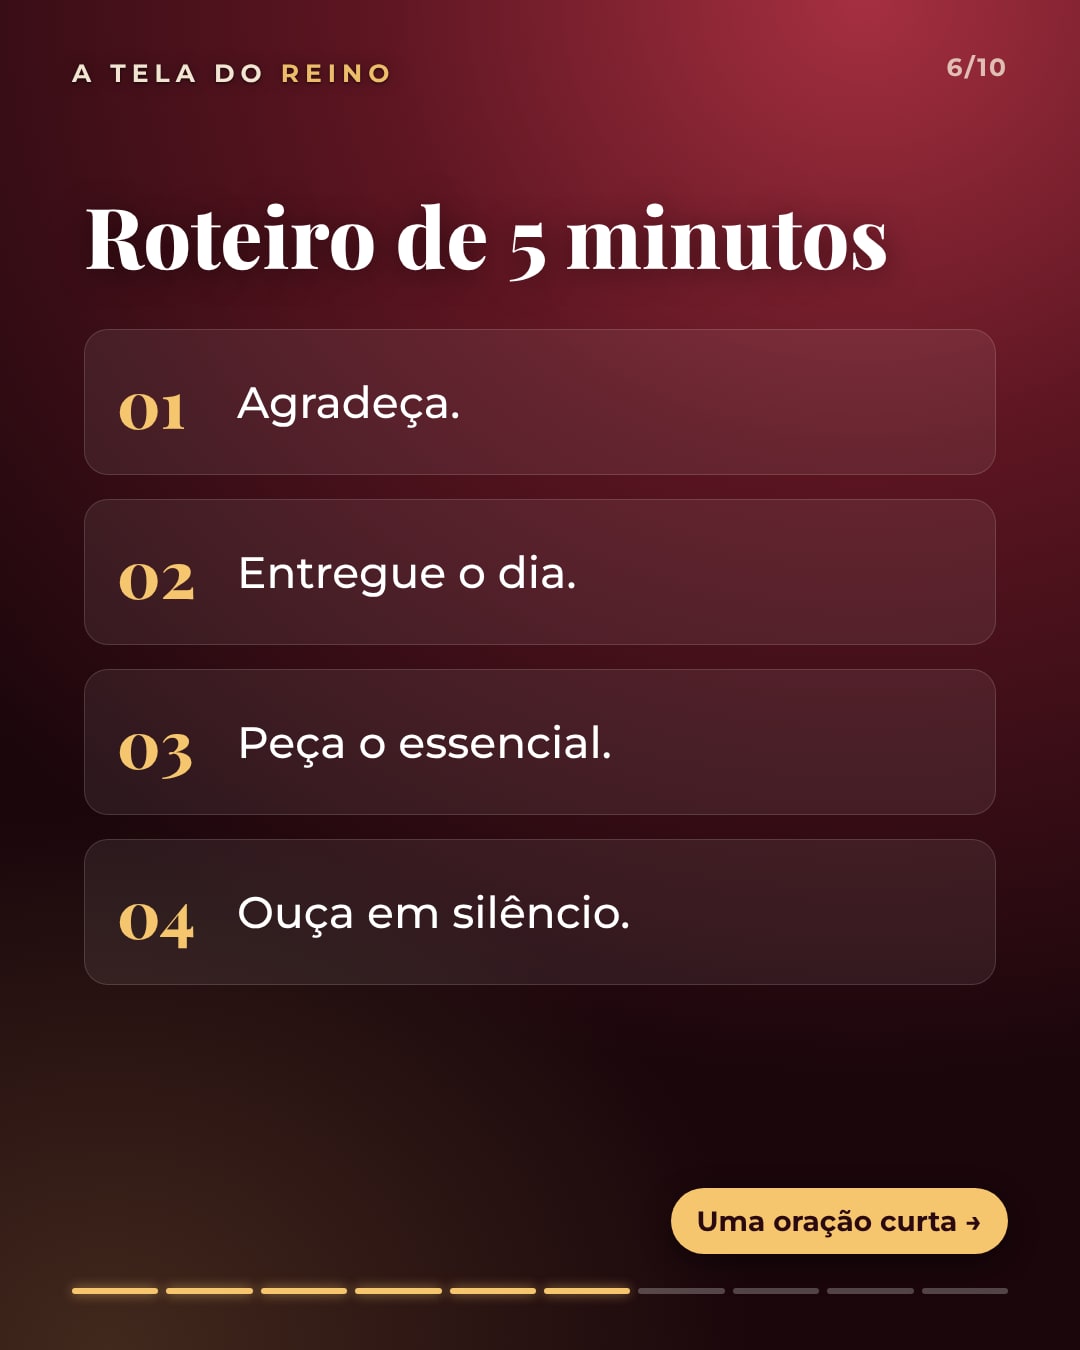 A TELA DO REINO
6/10
Roteiro de 5 minutos
01 Agradeça.
02 Entregue o dia.
03 Peça o essencial.
04 Ouça em silêncio.
Uma oração curta →